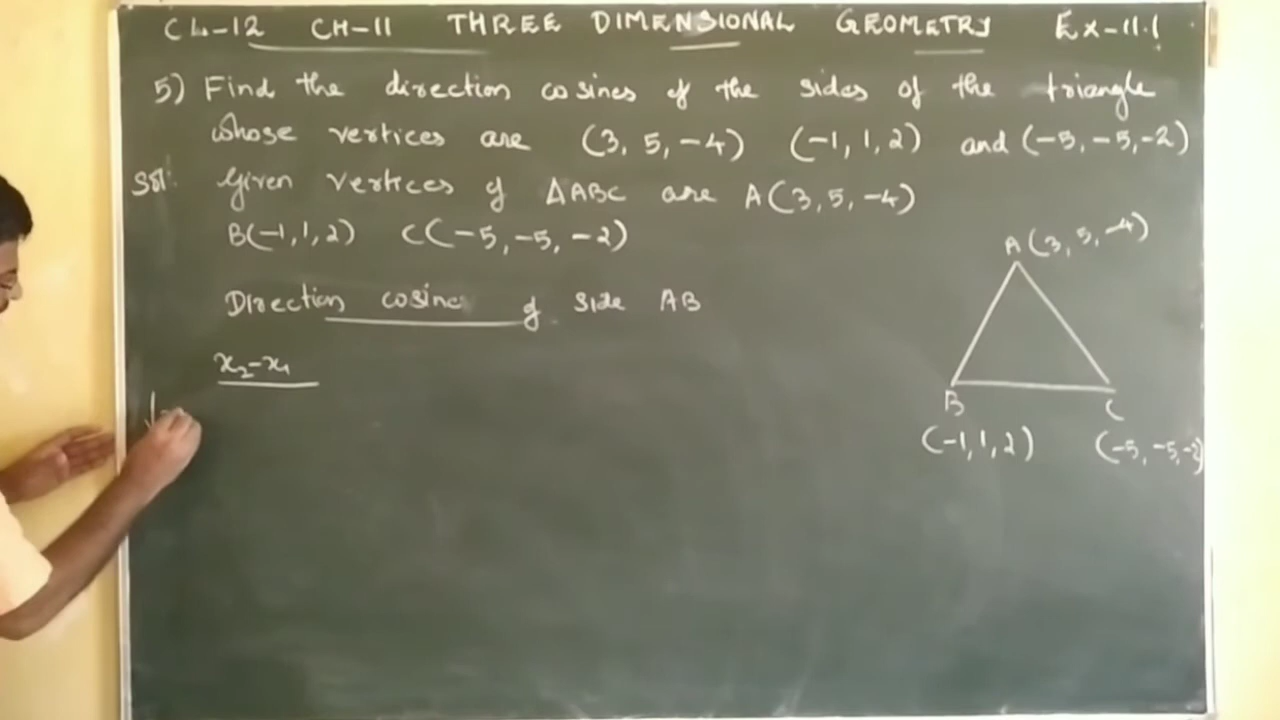 CL-12 CH-11 THREE DIMENSIONAL GEOMETRY Ex-11.1
5) Find the direction cosines of the sides of the triangle
whose vertices are (3, 5, -4) (-1, 1, 2) and (-5, -5, -2)
Sol: Given vertices of ΔABC are A(3, 5, -4)
B(-1, 1, 2) C(-5, -5, -2)
A(3, 5, -4)
Direction cosine of side AB
x₂-x₁
B C
(-1, 1, 2) (-5, -5, -2)